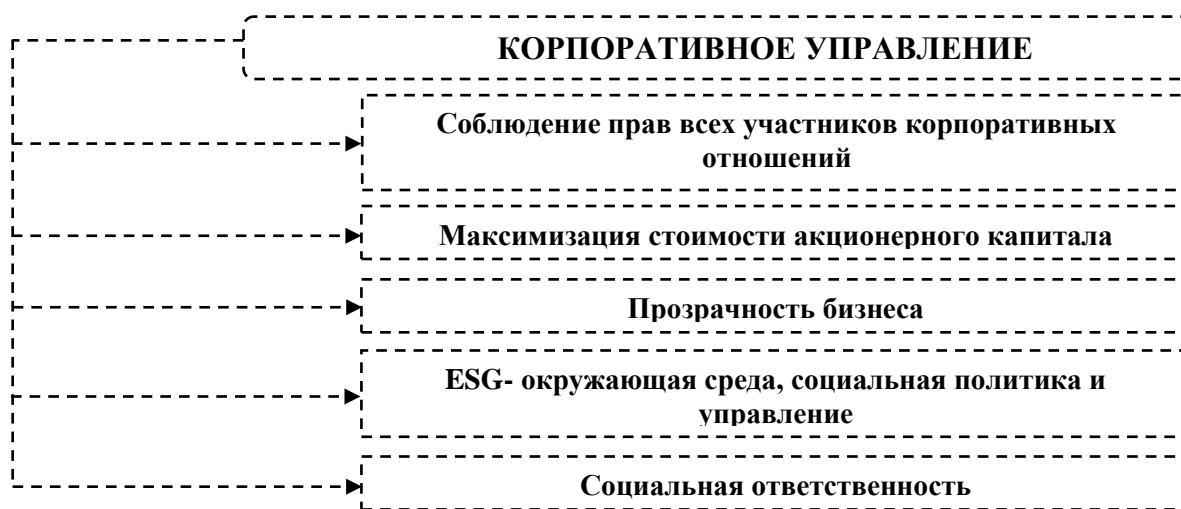 КОРПОРАТИВНОЕ УПРАВЛЕНИЕ
Соблюдение прав всех участников корпоративных
отношений
Максимизация стоимости акционерного капитала
Прозрачность бизнеса
ESG- окружающая среда, социальная политика и
управление
Социальная ответственность